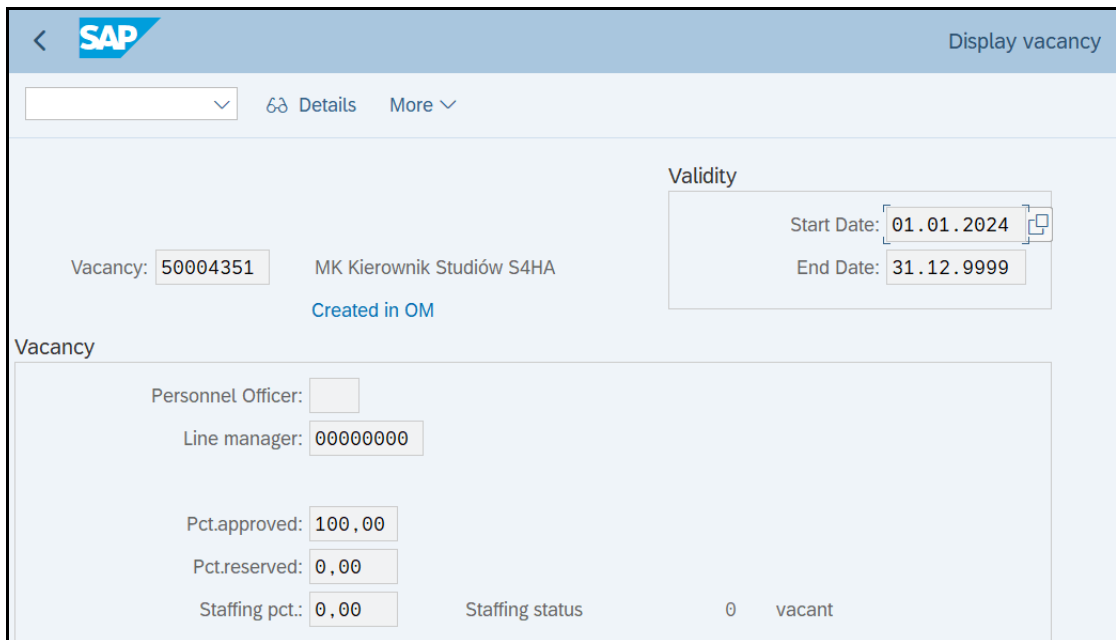 SAP
Display vacancy
Details More
Validity
Start Date: 01.01.2024
Vacancy: 50004351 MK Kierownik Studiów S4HA
End Date: 31.12.9999
Created in OM
Vacancy
Personnel Officer:
Line manager: 00000000
Pct.approved: 100,00
Pct.reserved: 0,00
Staffing pct.: 0,00 Staffing status 0 vacant